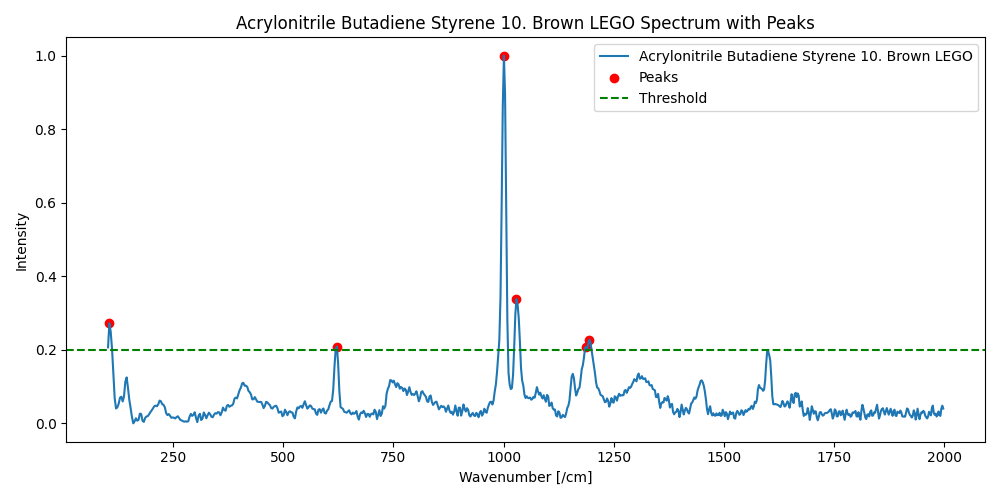 Acrylonitrile Butadiene Styrene 10. Brown LEGO Spectrum with Peaks
Acrylonitrile Butadiene Styrene 10. Brown LEGO
Peaks
Threshold
Intensity
1.0
0.8
0.6
0.4
0.2
0.0
250 500 750 1000 1250 1500 1750 2000
Wavenumber [/cm]